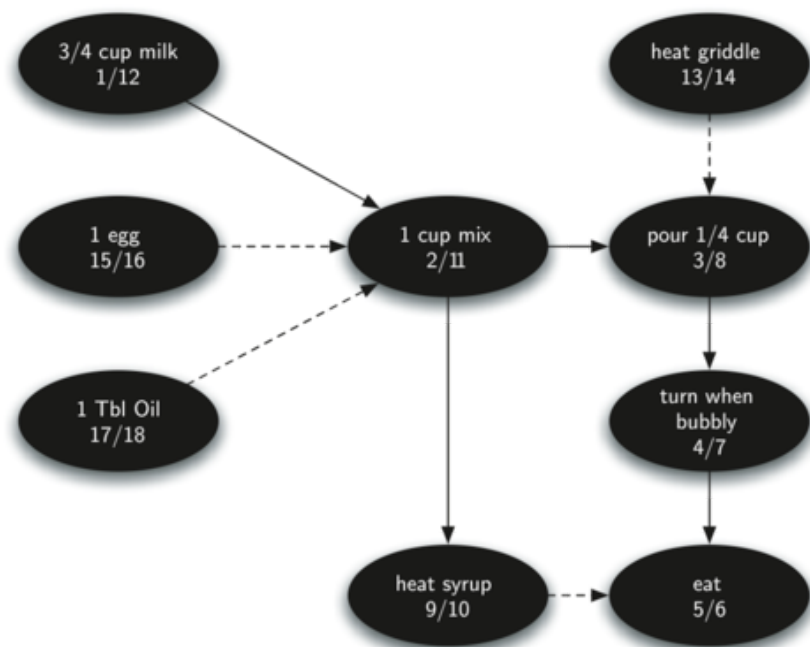 3/4 cup milk
1/12
heat griddle
13/14
1 egg
15/16
1 cup mix
2/11
pour 1/4 cup
3/8
1 Tbl Oil
17/18
turn when
bubbly
4/7
heat syrup
9/10
eat
5/6